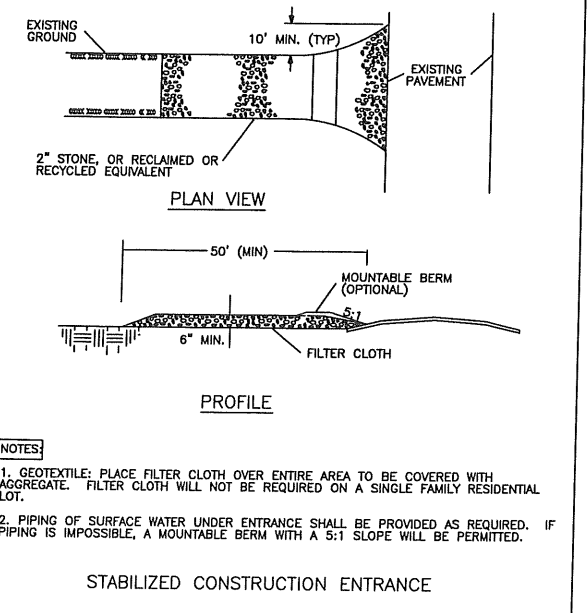 EXISTING
GROUND
10' MIN. (TYP)
EXISTING
PAVEMENT
2" STONE, OR RECLAIMED OR
RECYCLED EQUIVALENT
PLAN VIEW
50' (MIN)
MOUNTABLE BERM
(OPTIONAL)
5:1
6" MIN.
FILTER CLOTH
PROFILE
NOTES:
1. GEOTEXTILE: PLACE FILTER CLOTH OVER ENTIRE AREA TO BE COVERED WITH
AGGREGATE. FILTER CLOTH WILL NOT BE REQUIRED ON A SINGLE FAMILY RESIDENTIAL
LOT.
2. PIPING OF SURFACE WATER UNDER ENTRANCE SHALL BE PROVIDED AS REQUIRED. IF
PIPING IS IMPOSSIBLE, A MOUNTABLE BERM WITH A 5:1 SLOPE WILL BE PERMITTED.
STABILIZED CONSTRUCTION ENTRANCE